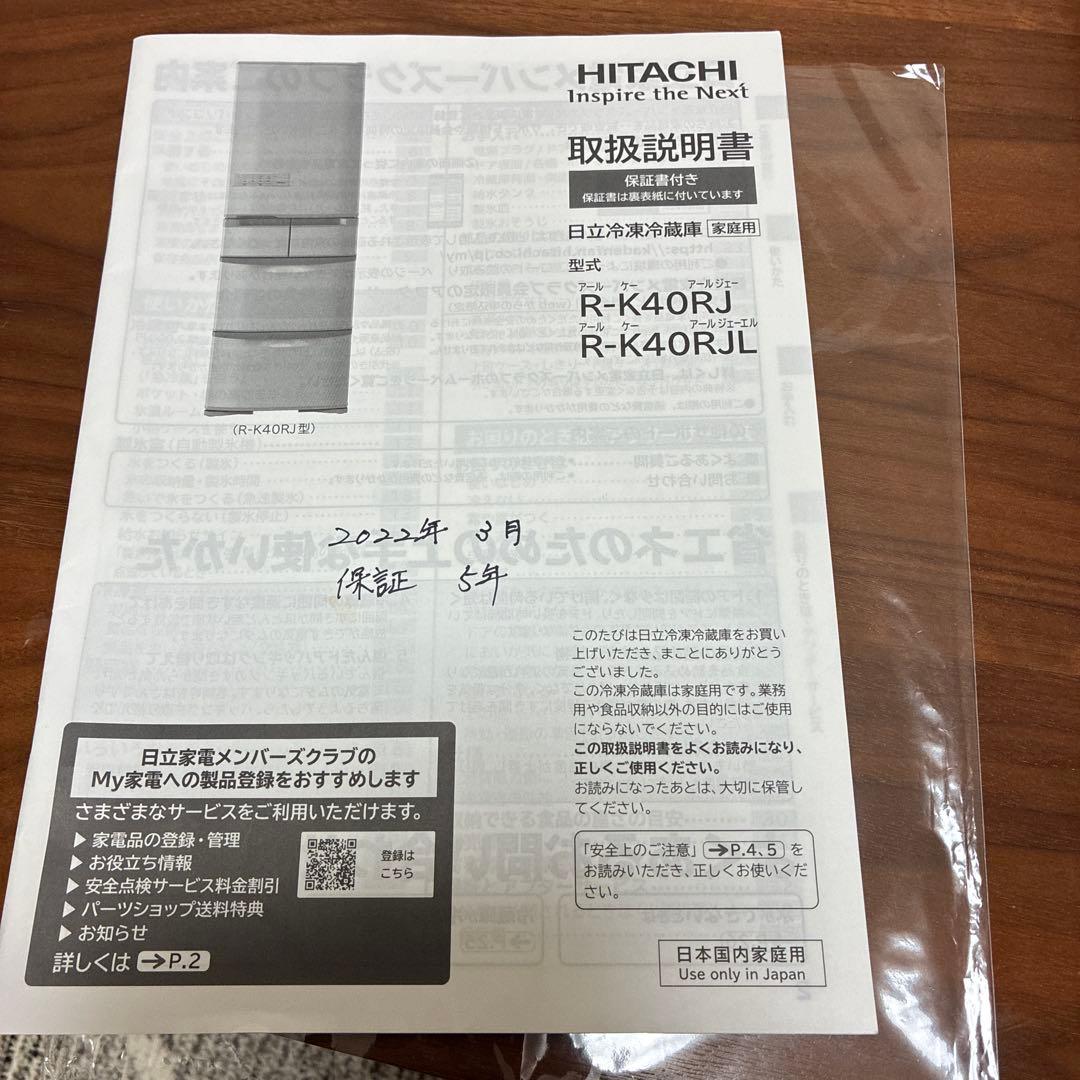 HITACHI
Inspire the Next
取扱説明書
保証書付き
保証書は裏表紙に付いています
日立冷凍冷蔵庫 家庭用
型式
アール ケー アールジェー
R-K40RJ
アール ケー アールジェーエル
R-K40RJL
(R-K40RJ型)
2022年 3月
保証 5年
このたびは日立冷凍冷蔵庫をお買い
上げいただき、まことにありがとう
ございました。
この冷凍冷蔵庫は家庭用です。業務
用や食品収納以外の目的にはご使用
にならないでください。
この取扱説明書をよくお読みになり、
正しくご使用ください。
お読みになったあとは、大切に保管し
てください。
「安全上のご注意」(→P.4、5)を
お読みいただき、正しくお使いくだ
さい。
日立家電メンバーズクラブの
My家電への製品登録をおすすめします
さまざまなサービスをご利用いただけます。
▶ 家電品の登録・管理
▶ お役立ち情報
▶ 安全点検サービス料金割引
▶ パーツショップ送料特典
▶ お知らせ
登録は
こちら
詳しくは →P.2
日本国内家庭用
Use only in Japan